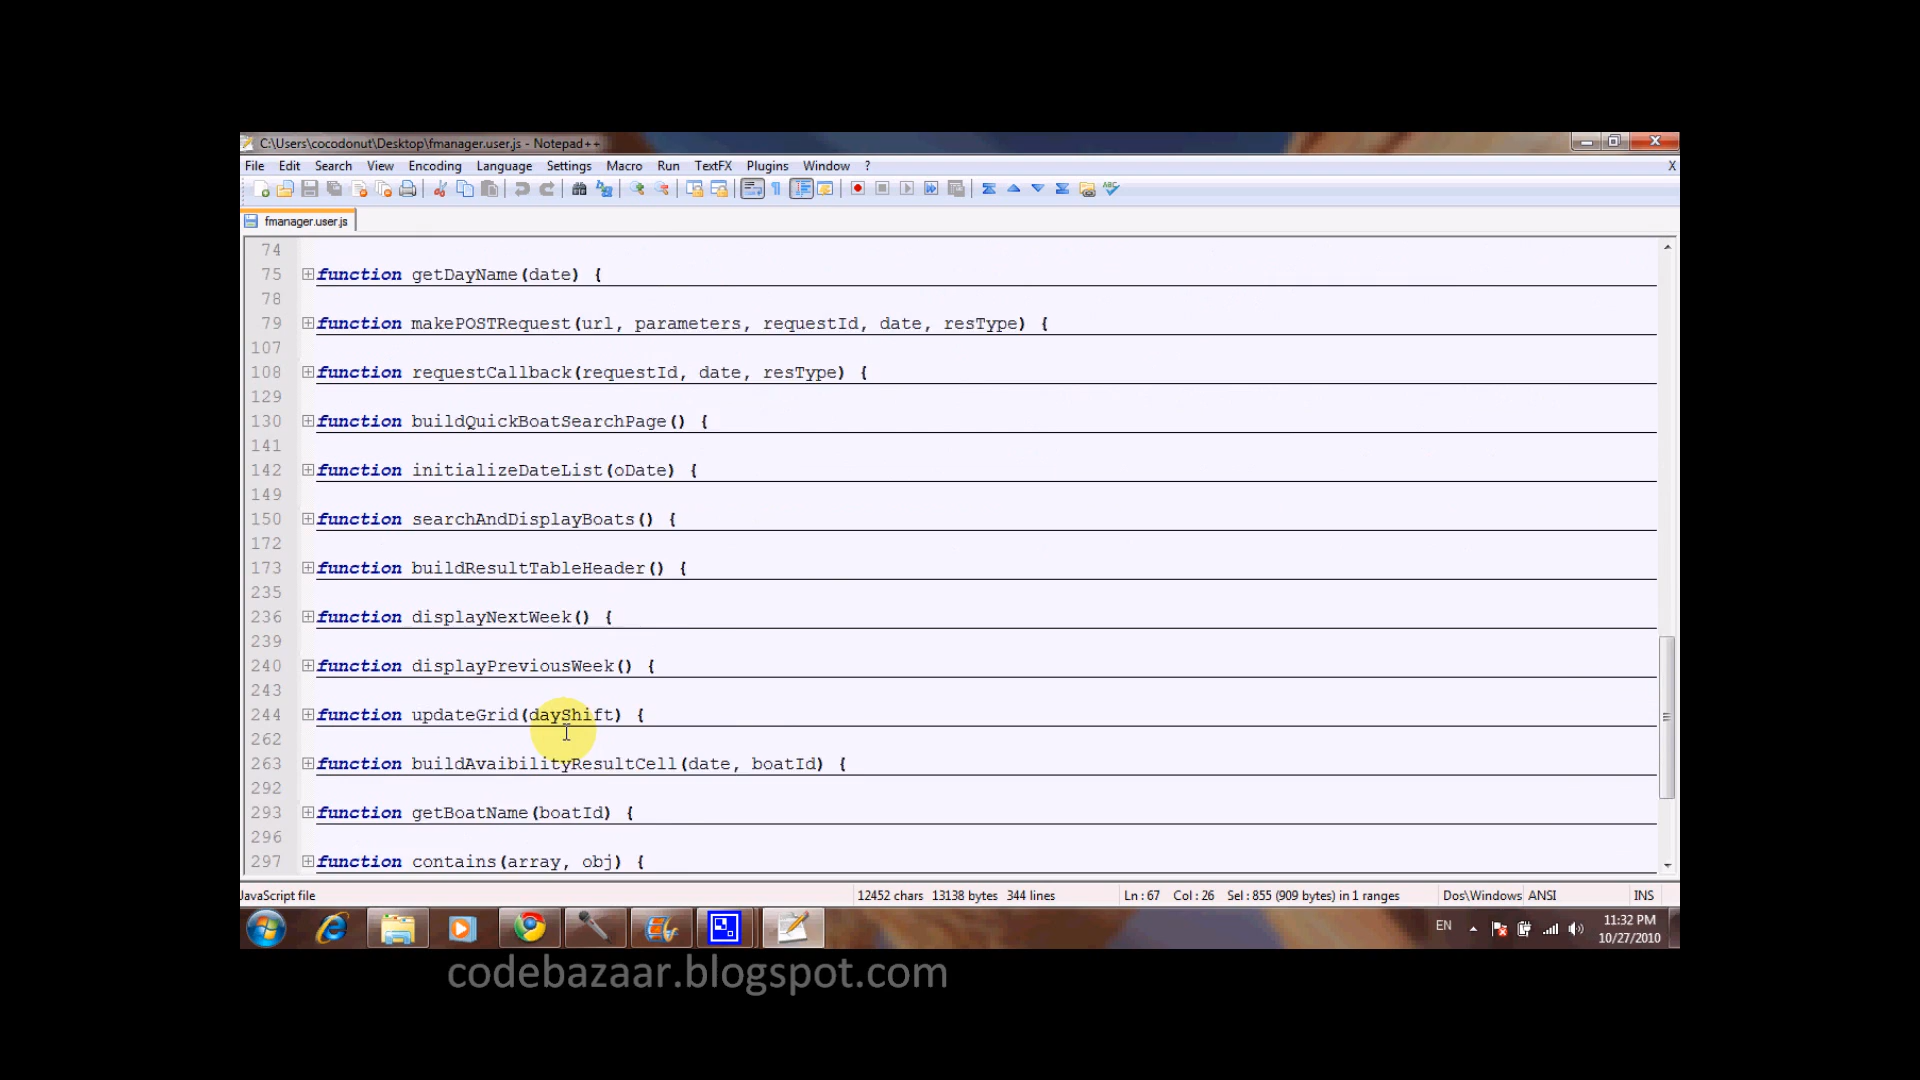 C:\Users\cocodonut\Desktop\fmanager.user.js - Notepad++
File Edit Search View Encoding Language Settings Macro Run TextFX Plugins Window ? X
fmanager.user.js
74
75 function getDayName(date) {
78
79 function makePOSTRequest(url, parameters, requestId, date, resType) {
107
108 function requestCallback(requestId, date, resType) {
129
130 function buildQuickBoatSearchPage() {
141
142 function initializeDateList(oDate) {
149
150 function searchAndDisplayBoats() {
172
173 function buildResultTableHeader() {
235
236 function displayNextWeek() {
239
240 function displayPreviousWeek() {
243
244 function updateGrid(dayShift) {
262
263 function buildAvaibilityResultCell(date, boatId) {
292
293 function getBoatName(boatId) {
296
297 function contains(array, obj) {
JavaScript file 12452 chars 13138 bytes 344 lines Ln : 67 Col : 26 Sel : 855 (909 bytes) in 1 ranges Dos\Windows ANSI INS
EN 11:32 PM
10/27/2010
codebazaar.blogspot.com